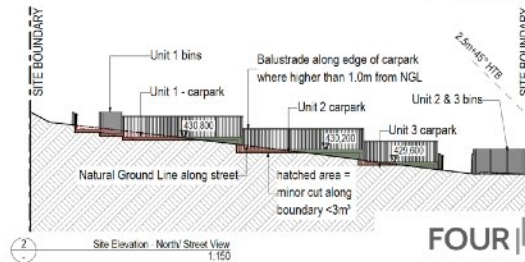 SITE BOUNDARY
Unit 1 bins
Unit 1 - carpark
Balustrade along edge of carpark
where higher than 1.0m from NGL
Unit 2 carpark
2.5m+45° HTB
SITE BOUNDARY
Unit 2 & 3 bins
Unit 3 carpark
430.800
430.200
429.600
Natural Ground Line along street
hatched area =
minor cut along
boundary <3m³
2
-
Site Elevation - North/ Street View
1:150
FOUR